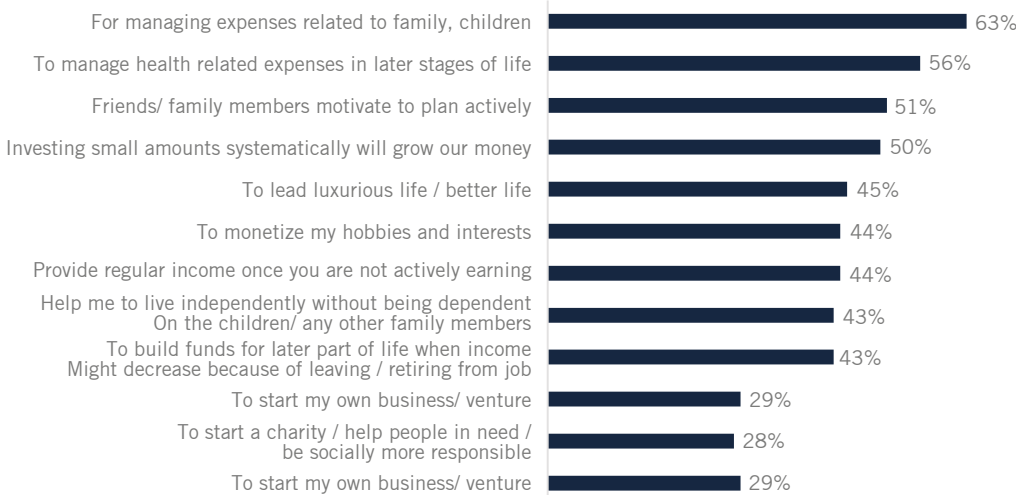 For managing expenses related to family, children 63%
To manage health related expenses in later stages of life 56%
Friends/ family members motivate to plan actively 51%
Investing small amounts systematically will grow our money 50%
To lead luxurious life / better life 45%
To monetize my hobbies and interests 44%
Provide regular income once you are not actively earning 44%
Help me to live independently without being dependent
On the children/ any other family members 43%
To build funds for later part of life when income
Might decrease because of leaving / retiring from job 43%
To start my own business/ venture 29%
To start a charity / help people in need /
be socially more responsible 28%
To start my own business/ venture 29%